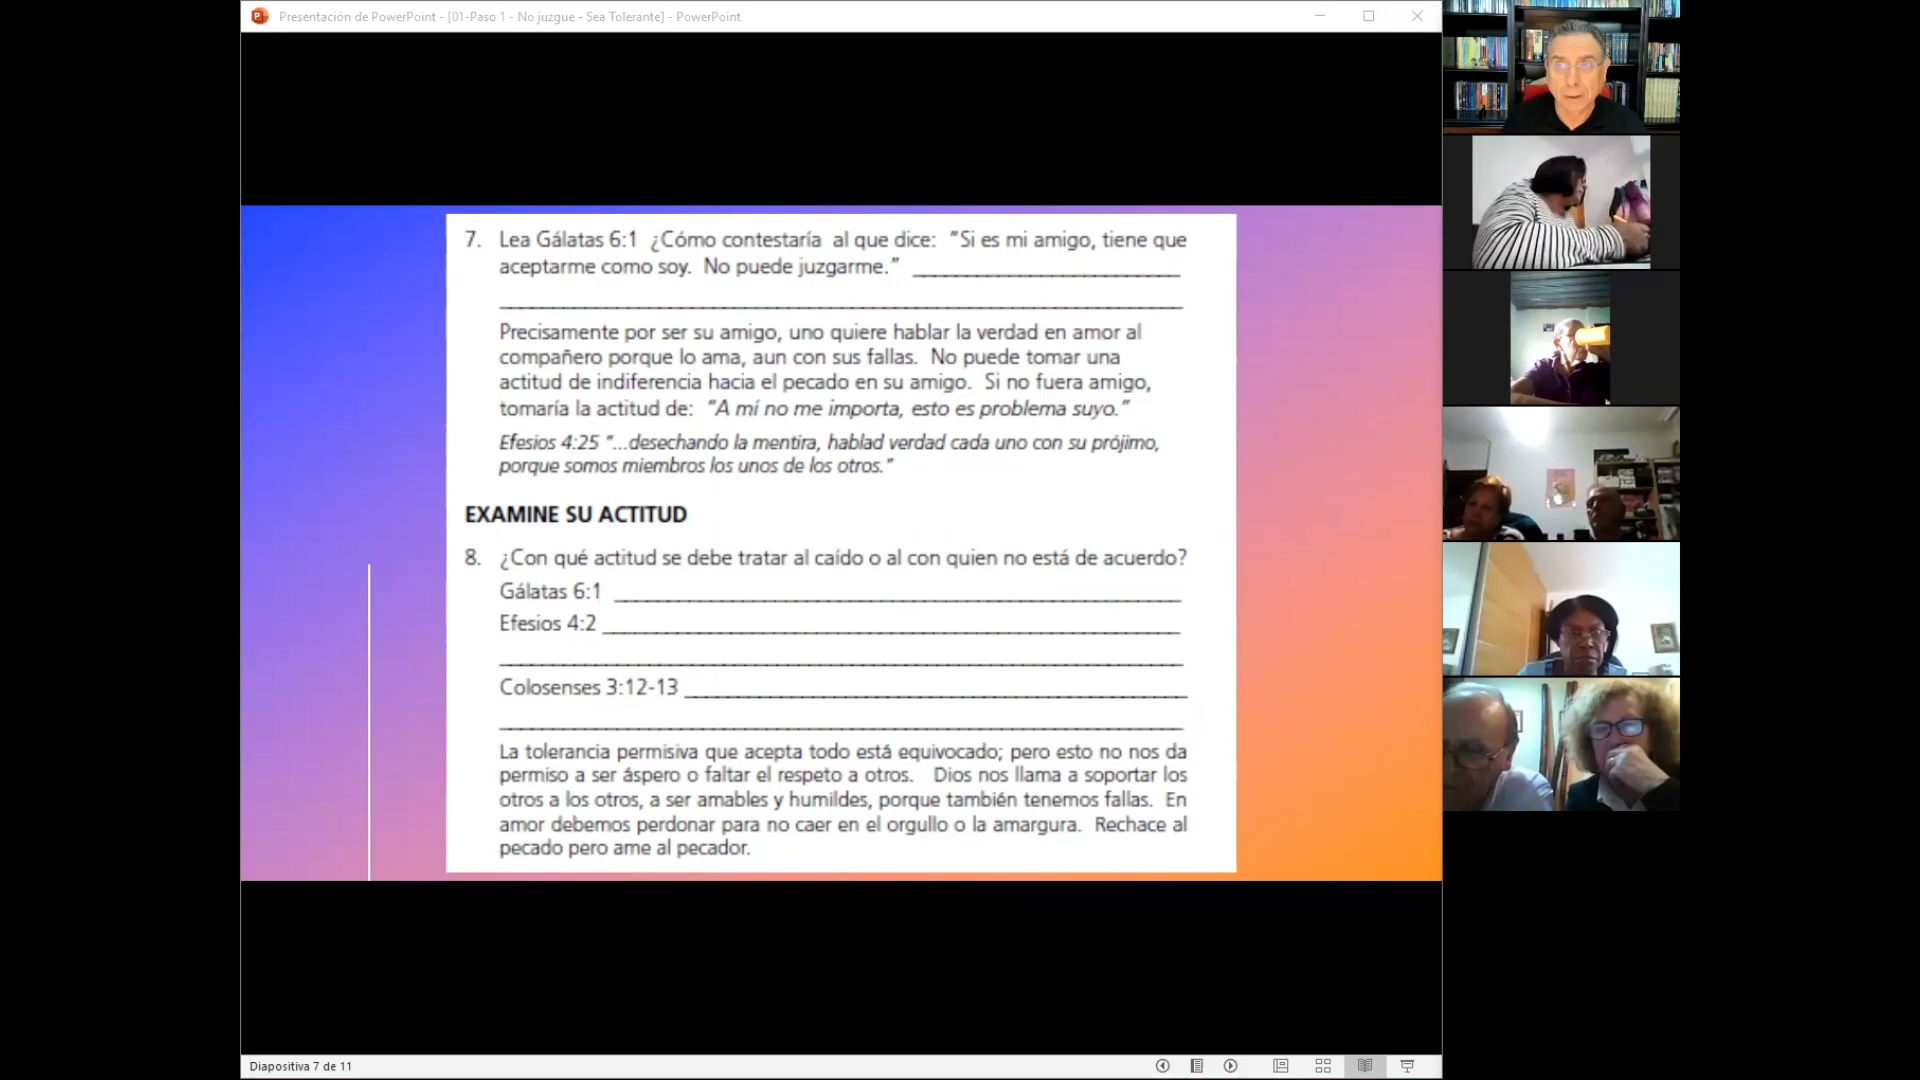 Presentación de PowerPoint - [01-Paso 1 - No juzgue - Sea Tolerante] - PowerPoint
7. Lea Gálatas 6:1 ¿Cómo contestaría al que dice: "Si es mi amigo, tiene que
aceptarme como soy. No puede juzgarme."
Precisamente por ser su amigo, uno quiere hablar la verdad en amor al
compañero porque lo ama, aun con sus fallas. No puede tomar una
actitud de indiferencia hacia el pecado en su amigo. Si no fuera amigo,
tomaría la actitud de: "A mí no me importa, esto es problema suyo."
Efesios 4:25 "...desechando la mentira, hablad verdad cada uno con su prójimo,
porque somos miembros los unos de los otros."
EXAMINE SU ACTITUD
8. ¿Con qué actitud se debe tratar al caído o al con quien no está de acuerdo?
Gálatas 6:1
Efesios 4:2
Colosenses 3:12-13
La tolerancia permisiva que acepta todo está equivocado; pero esto no nos da
permiso a ser áspero o faltar el respeto a otros. Dios nos llama a soportar los
otros a los otros, a ser amables y humildes, porque también tenemos fallas. En
amor debemos perdonar para no caer en el orgullo o la amargura. Rechace al
pecado pero ame al pecador.
Diapositiva 7 de 11